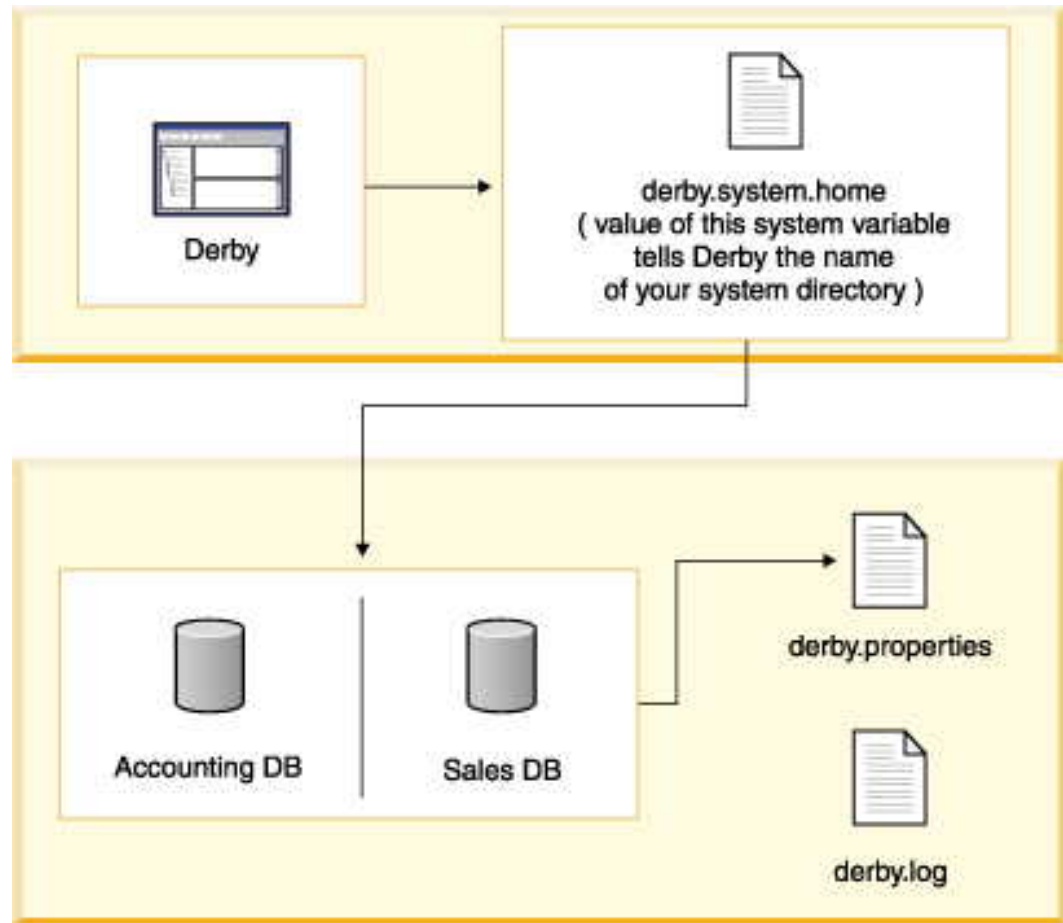 Derby
derby.system.home
( value of this system variable
tells Derby the name
of your system directory )
Accounting DB
Sales DB
derby.properties
derby.log